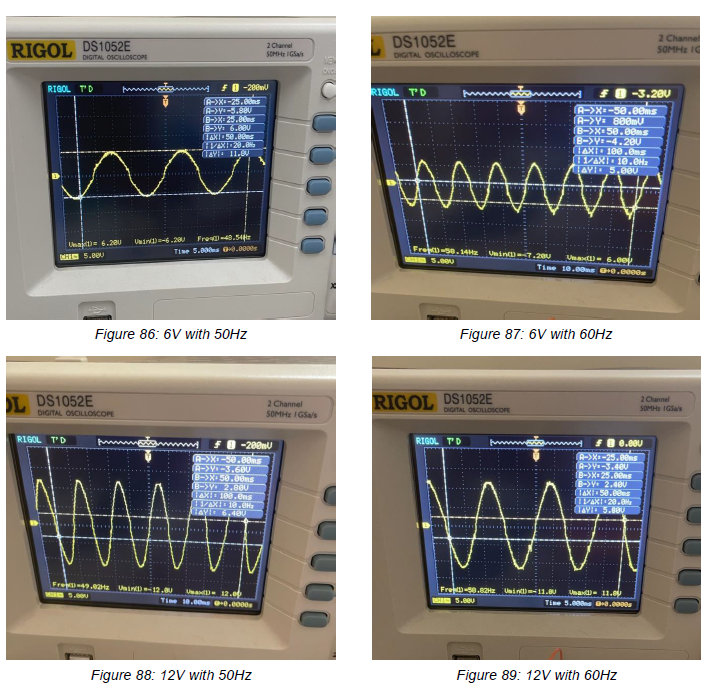 RIGOL DS1052E 2 Channel
DIGITAL OSCILLOSCOPE 50MHz 1GSa/s
RIGOL T'D -200mV
A->X:-25.00ms
A->Y:-5.80V
B->X:25.00ms
B->Y: 6.00V
|ΔX|:50.00ms
|1/ΔX|:20.0Hz
|ΔY|: 11.8V
Vmax(1)= 6.20V Vmin(1)=-6.20V Freq(1)=48.54Hz
CH1 5.00V Time 5.000ms 0.0000s
Figure 86: 6V with 50Hz
DS1052E 2 Channel
DIGITAL OSCILLOSCOPE 50MHz 1G
RIGOL T'D -3.20V
A->X:-50.00ms
A->Y: 800mV
B->X:50.00ms
B->Y:-4.20V
|ΔX|:100.0ms
|1/ΔX|:10.0Hz
|ΔY|: 5.00V
Freq(1)=50.14Hz Vmin(1)=-7.20V Vmax(1)= 6.00V
CH1 5.00V Time 10.00ms 0.0000s
Figure 87: 6V with 60Hz
OL DS1052E 2 Channel
DIGITAL OSCILLOSCOPE 50MHz 1GSa/s
RIGOL T'D -200mV
A->X:-50.00ms
A->Y:-3.60V
B->X:50.00ms
B->Y: 2.80V
|ΔX|:100.0ms
|1/ΔX|:10.0Hz
|ΔY|: 6.40V
Freq(1)=49.02Hz Vmin(1)=-12.0V Vmax(1)= 12.0V
CH1 5.00V Time 10.00ms 0.0000s
Figure 88: 12V with 50Hz
RIGOL DS1052E 2 Channel
DIGITAL OSCILLOSCOPE 50MHz 1GSa/s
RIGOL T'D 0.00V
A->X:-25.00ms
A->Y:-3.40V
B->X:25.00ms
B->Y: 2.40V
|ΔX|:50.00ms
|1/ΔX|:20.0Hz
|ΔY|: 5.80V
Freq(1)=50.02Hz Vmin(1)=-11.8V Vmax(1)= 11.8V
CH1 5.00V Time 5.000ms 0.0000s
Figure 89: 12V with 60Hz